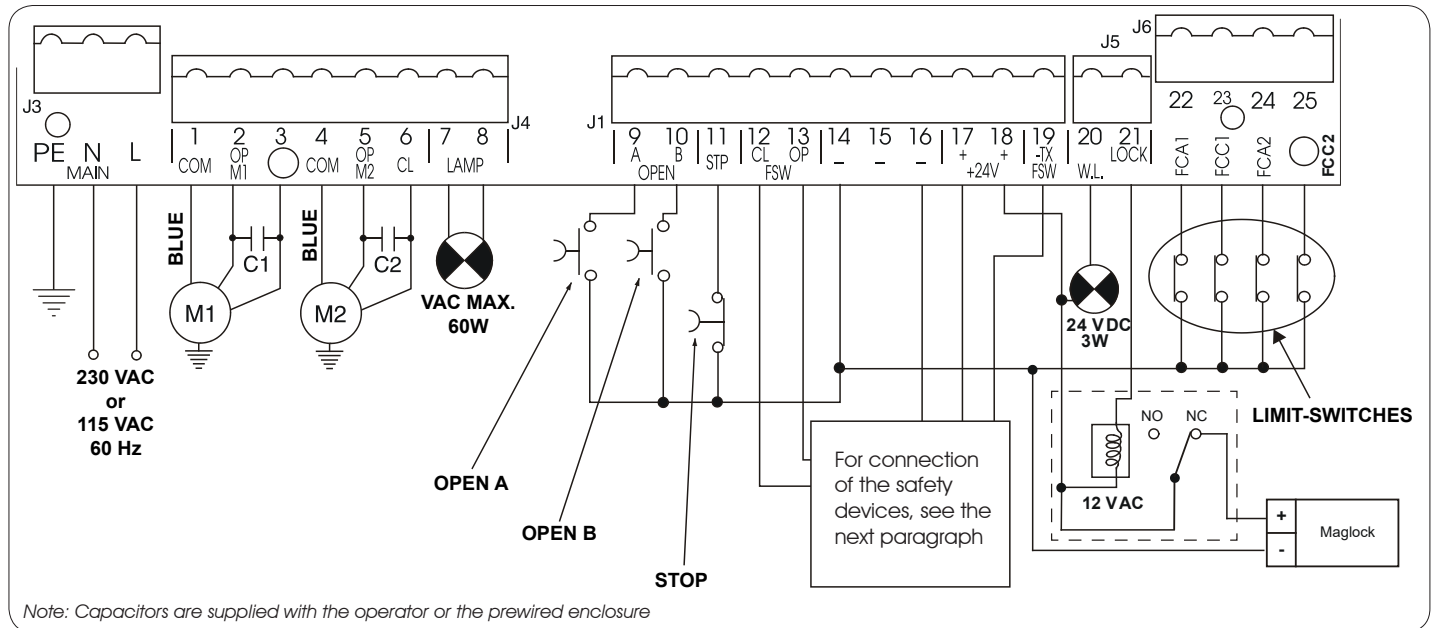 J3
J4
J1
J5
J6
PE N L
MAIN
1 2 3 4 5 6 7 8
COM OP M1 COM OP M2 CL LAMP
9 10 11 12 13 14 15 16 17 18 19 20 21
A B STP CL OP - - - + + -TX LOCK
OPEN FSW +24V FSW W.L.
22 23 24 25
FCA1 FCC1 FCA2 FCC2
BLUE
C1
BLUE
C2
M1
M2
VAC MAX.
60W
230 VAC
or
115 VAC
60 Hz
OPEN A
OPEN B
STOP
For connection
of the safety
devices, see the
next paragraph
24 VDC
3W
LIMIT-SWITCHES
NO NC
12 VAC
+
-
Maglock
Note: Capacitors are supplied with the operator or the prewired enclosure